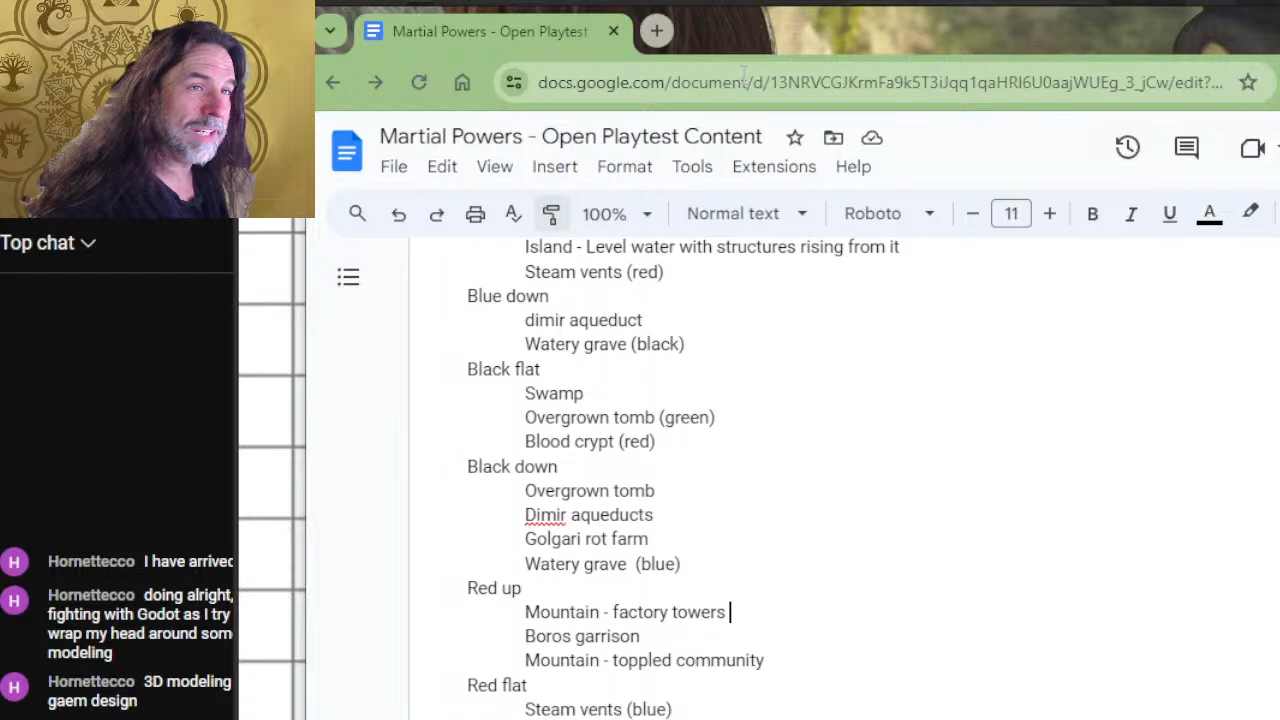 Martial Powers - Open Playtest
docs.google.com/document/d/13NRVCGJKrmFa9k5T3iJqq1qaHRI6U0aajWUEg_3_jCw/edit?...
Martial Powers - Open Playtest Content
File Edit View Insert Format Tools Extensions Help
100% Normal text Roboto 11 B I U A
Island - Level water with structures rising from it
Steam vents (red)
Blue down
dimir aqueduct
Watery grave (black)
Black flat
Swamp
Overgrown tomb (green)
Blood crypt (red)
Black down
Overgrown tomb
Dimir aqueducts
Golgari rot farm
Watery grave (blue)
Red up
Mountain - factory towers
Boros garrison
Mountain - toppled community
Red flat
Steam vents (blue)
Top chat
H Hornettecco I have arrived
H Hornettecco doing alright,
fighting with Godot as I try
wrap my head around som
modeling
H Hornettecco 3D modeling
gaem design